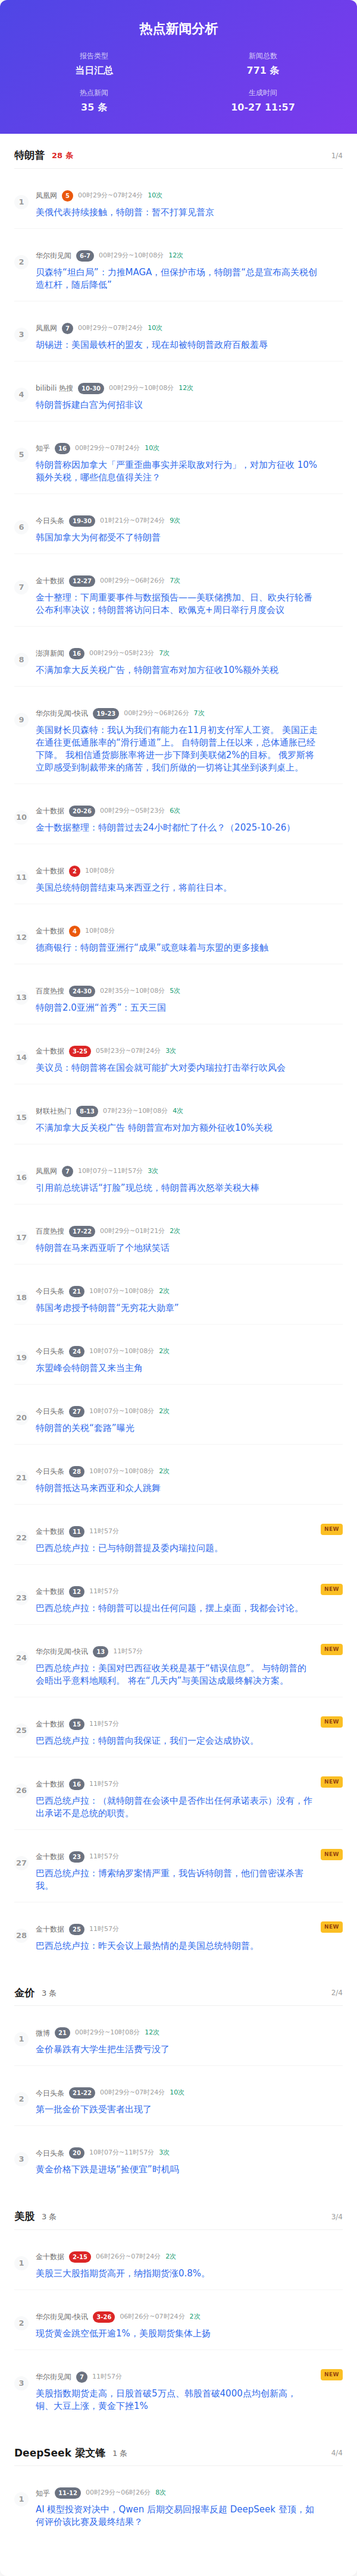 热点新闻分析
报告类型
当日汇总
新闻总数
771 条
热点新闻
35 条
生成时间
10-27 11:57
特朗普 28 条 1/4
1
凤凰网 5 00时29分~07时24分 10次
美俄代表持续接触，特朗普：暂不打算见普京
2
华尔街见闻 6-7 00时29分~10时08分 12次
贝森特“坦白局”：力推MAGA，但保护市场，特朗普“总是宣布高关税创
造杠杆，随后降低”
3
凤凰网 7 00时29分~07时24分 10次
胡锡进：美国最铁杆的盟友，现在却被特朗普政府百般羞辱
4
bilibili 热搜 10-30 00时29分~10时08分 12次
特朗普拆建白宫为何招非议
5
知乎 16 00时29分~07时24分 10次
特朗普称因加拿大「严重歪曲事实并采取敌对行为」，对加方征收 10%
额外关税，哪些信息值得关注？
6
今日头条 19-30 01时21分~07时24分 9次
韩国加拿大为何都受不了特朗普
7
金十数据 12-27 00时29分~06时26分 7次
金十整理：下周重要事件与数据预告——美联储携加、日、欧央行轮番
公布利率决议；特朗普将访问日本、欧佩克+周日举行月度会议
8
澎湃新闻 16 00时29分~05时23分 7次
不满加拿大反关税广告，特朗普宣布对加方征收10%额外关税
9
华尔街见闻-快讯 19-23 00时29分~06时26分 7次
美国财长贝森特：我认为我们有能力在11月初支付军人工资。 美国正走
在通往更低通胀率的“滑行通道”上。 自特朗普上任以来，总体通胀已经
下降。 我相信通货膨胀率将进一步下降到美联储2%的目标。 俄罗斯将
立即感受到制裁带来的痛苦，我们所做的一切将让其坐到谈判桌上。
10
金十数据 20-26 00时29分~05时23分 6次
金十数据整理：特朗普过去24小时都忙了什么？（2025-10-26）
11
金十数据 2 10时08分
美国总统特朗普结束马来西亚之行，将前往日本。
12
金十数据 4 10时08分
德商银行：特朗普亚洲行“成果”或意味着与东盟的更多接触
13
百度热搜 24-30 02时35分~10时08分 5次
特朗普2.0亚洲“首秀”：五天三国
14
金十数据 3-25 05时23分~07时24分 3次
美议员：特朗普将在国会就可能扩大对委内瑞拉打击举行吹风会
15
财联社热门 8-13 07时23分~10时08分 4次
不满加拿大反关税广告 特朗普宣布对加方额外征收10%关税
16
凤凰网 7 10时07分~11时57分 3次
引用前总统讲话“打脸”现总统，特朗普再次怒举关税大棒
17
百度热搜 17-22 00时29分~01时21分 2次
特朗普在马来西亚听了个地狱笑话
18
今日头条 21 10时07分~10时08分 2次
韩国考虑授予特朗普“无穷花大勋章”
19
今日头条 24 10时07分~10时08分 2次
东盟峰会特朗普又来当主角
20
今日头条 27 10时07分~10时08分 2次
特朗普的关税“套路”曝光
21
今日头条 28 10时07分~10时08分 2次
特朗普抵达马来西亚和众人跳舞
22
金十数据 11 11时57分 NEW
巴西总统卢拉：已与特朗普提及委内瑞拉问题。
23
金十数据 12 11时57分 NEW
巴西总统卢拉：特朗普可以提出任何问题，摆上桌面，我都会讨论。
24
华尔街见闻-快讯 13 11时57分 NEW
巴西总统卢拉：美国对巴西征收关税是基于“错误信息”。 与特朗普的
会晤出乎意料地顺利。 将在“几天内”与美国达成最终解决方案。
25
金十数据 15 11时57分 NEW
巴西总统卢拉：特朗普向我保证，我们一定会达成协议。
26
金十数据 16 11时57分 NEW
巴西总统卢拉：（就特朗普在会谈中是否作出任何承诺表示）没有，作
出承诺不是总统的职责。
27
金十数据 23 11时57分 NEW
巴西总统卢拉：博索纳罗案情严重，我告诉特朗普，他们曾密谋杀害
我。
28
金十数据 25 11时57分 NEW
巴西总统卢拉：昨天会议上最热情的是美国总统特朗普。
金价 3 条 2/4
1
微博 21 00时29分~10时08分 12次
金价暴跌有大学生把生活费亏没了
2
今日头条 21-22 00时29分~07时24分 10次
第一批金价下跌受害者出现了
3
今日头条 20 10时07分~11时57分 3次
黄金价格下跌是进场“捡便宜”时机吗
美股 3 条 3/4
1
金十数据 2-15 06时26分~07时24分 2次
美股三大股指期货高开，纳指期货涨0.8%。
2
华尔街见闻-快讯 3-26 06时26分~07时24分 2次
现货黄金跳空低开逾1%，美股期货集体上扬
3
华尔街见闻 7 11时57分 NEW
美股指数期货走高，日股首破5万点、韩股首破4000点均创新高，
铜、大豆上涨，黄金下挫1%
DeepSeek 梁文锋 1 条 4/4
1
知乎 11-12 00时29分~06时26分 8次
AI 模型投资对决中，Qwen 后期交易回报率反超 DeepSeek 登顶，如
何评价该比赛及最终结果？